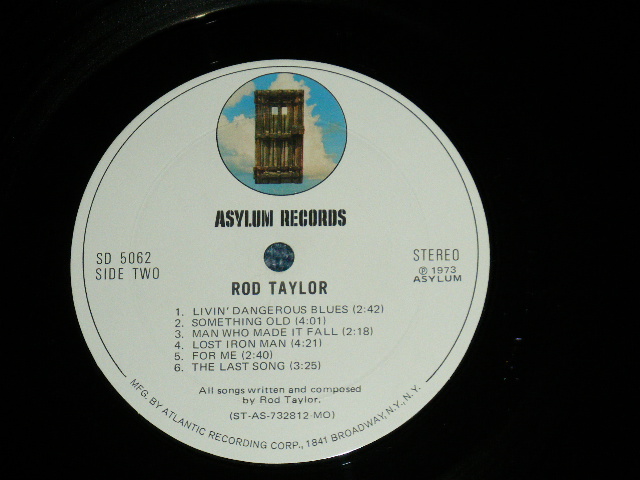 ASYLUM RECORDS
SD 5062
SIDE TWO
STEREO
℗ 1973
ASYLUM
ROD TAYLOR
1. LIVIN' DANGEROUS BLUES (2:42)
2. SOMETHING OLD (4:01)
3. MAN WHO MADE IT FALL (2:18)
4. LOST IRON MAN (4:21)
5. FOR ME (2:40)
6. THE LAST SONG (3:25)
All songs written and composed
by Rod Taylor.
(ST-AS-732812-MO)
MFG. BY ATLANTIC RECORDING CORP., 1841 BROADWAY, N.Y., N.Y.